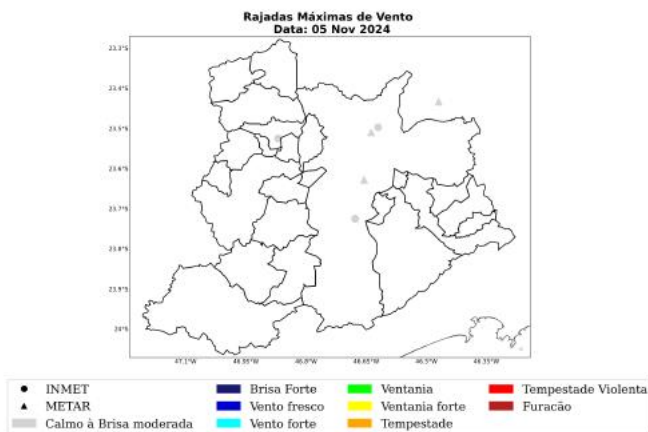 Rajadas Máximas de Vento
Data: 05 Nov 2024
23.3°S
23.4°S
23.5°S
23.6°S
23.7°S
23.8°S
23.9°S
24°S
47.1°W
46.95°W
46.8°W
46.65°W
46.5°W
46.35°W
INMET
METAR
Calmo à Brisa moderada
Brisa Forte
Vento fresco
Vento forte
Ventania
Ventania forte
Tempestade
Tempestade Violenta
Furacão